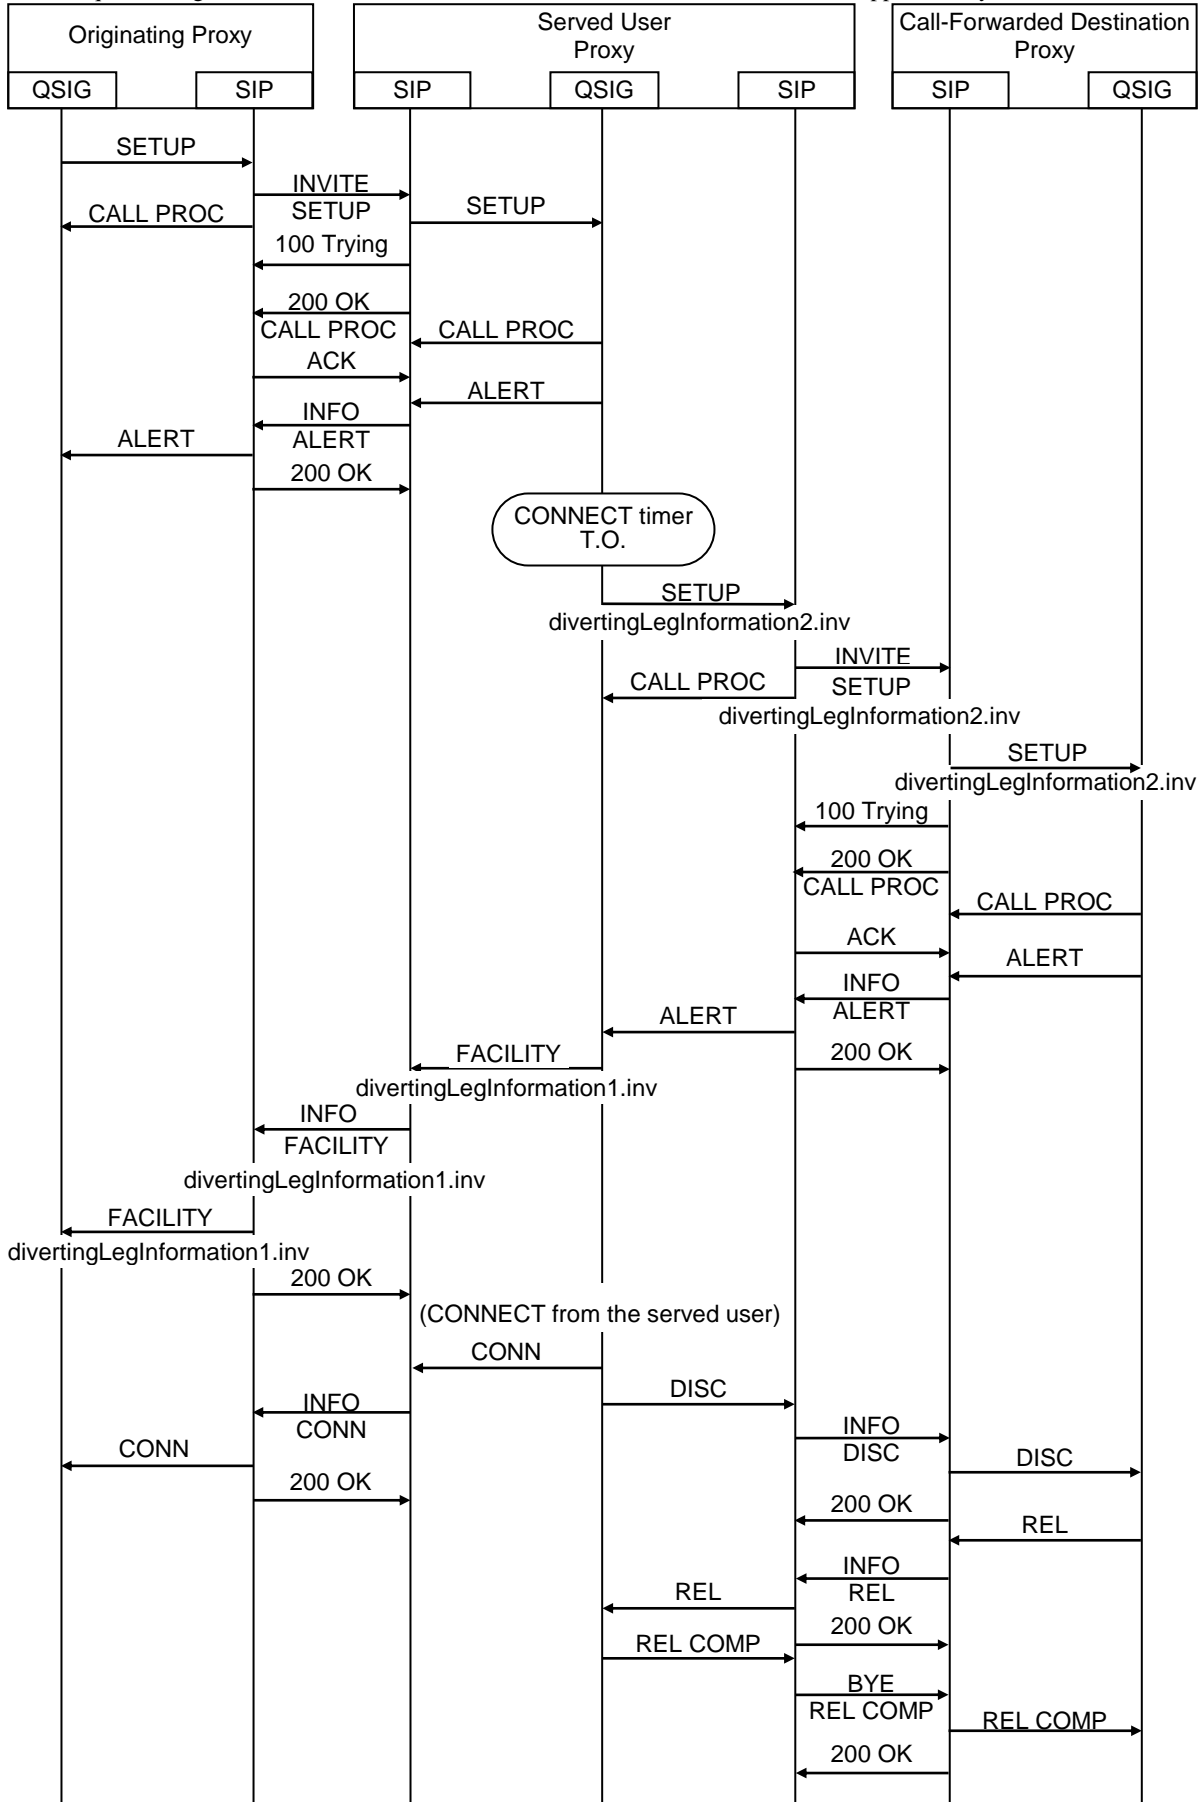 Originating Proxy
Served User
Proxy
Call-Forwarded Destination
Proxy
QSIG
SIP
SIP
QSIG
SIP
SIP
QSIG
SETUP
INVITE
SETUP
SETUP
CALL PROC
100 Trying
200 OK
CALL PROC
CALL PROC
ACK
ALERT
INFO
ALERT
ALERT
200 OK
CONNECT timer
T.O.
SETUP
divertingLegInformation2.inv
INVITE
SETUP
CALL PROC
divertingLegInformation2.inv
SETUP
divertingLegInformation2.inv
100 Trying
200 OK
CALL PROC
CALL PROC
ACK
ALERT
INFO
ALERT
ALERT
200 OK
FACILITY
divertingLegInformation1.inv
INFO
FACILITY
divertingLegInformation1.inv
FACILITY
divertingLegInformation1.inv
200 OK
(CONNECT from the served user)
CONN
DISC
INFO
CONN
INFO
DISC
CONN
DISC
200 OK
200 OK
REL
INFO
REL
REL
200 OK
REL COMP
BYE
REL COMP
REL COMP
200 OK